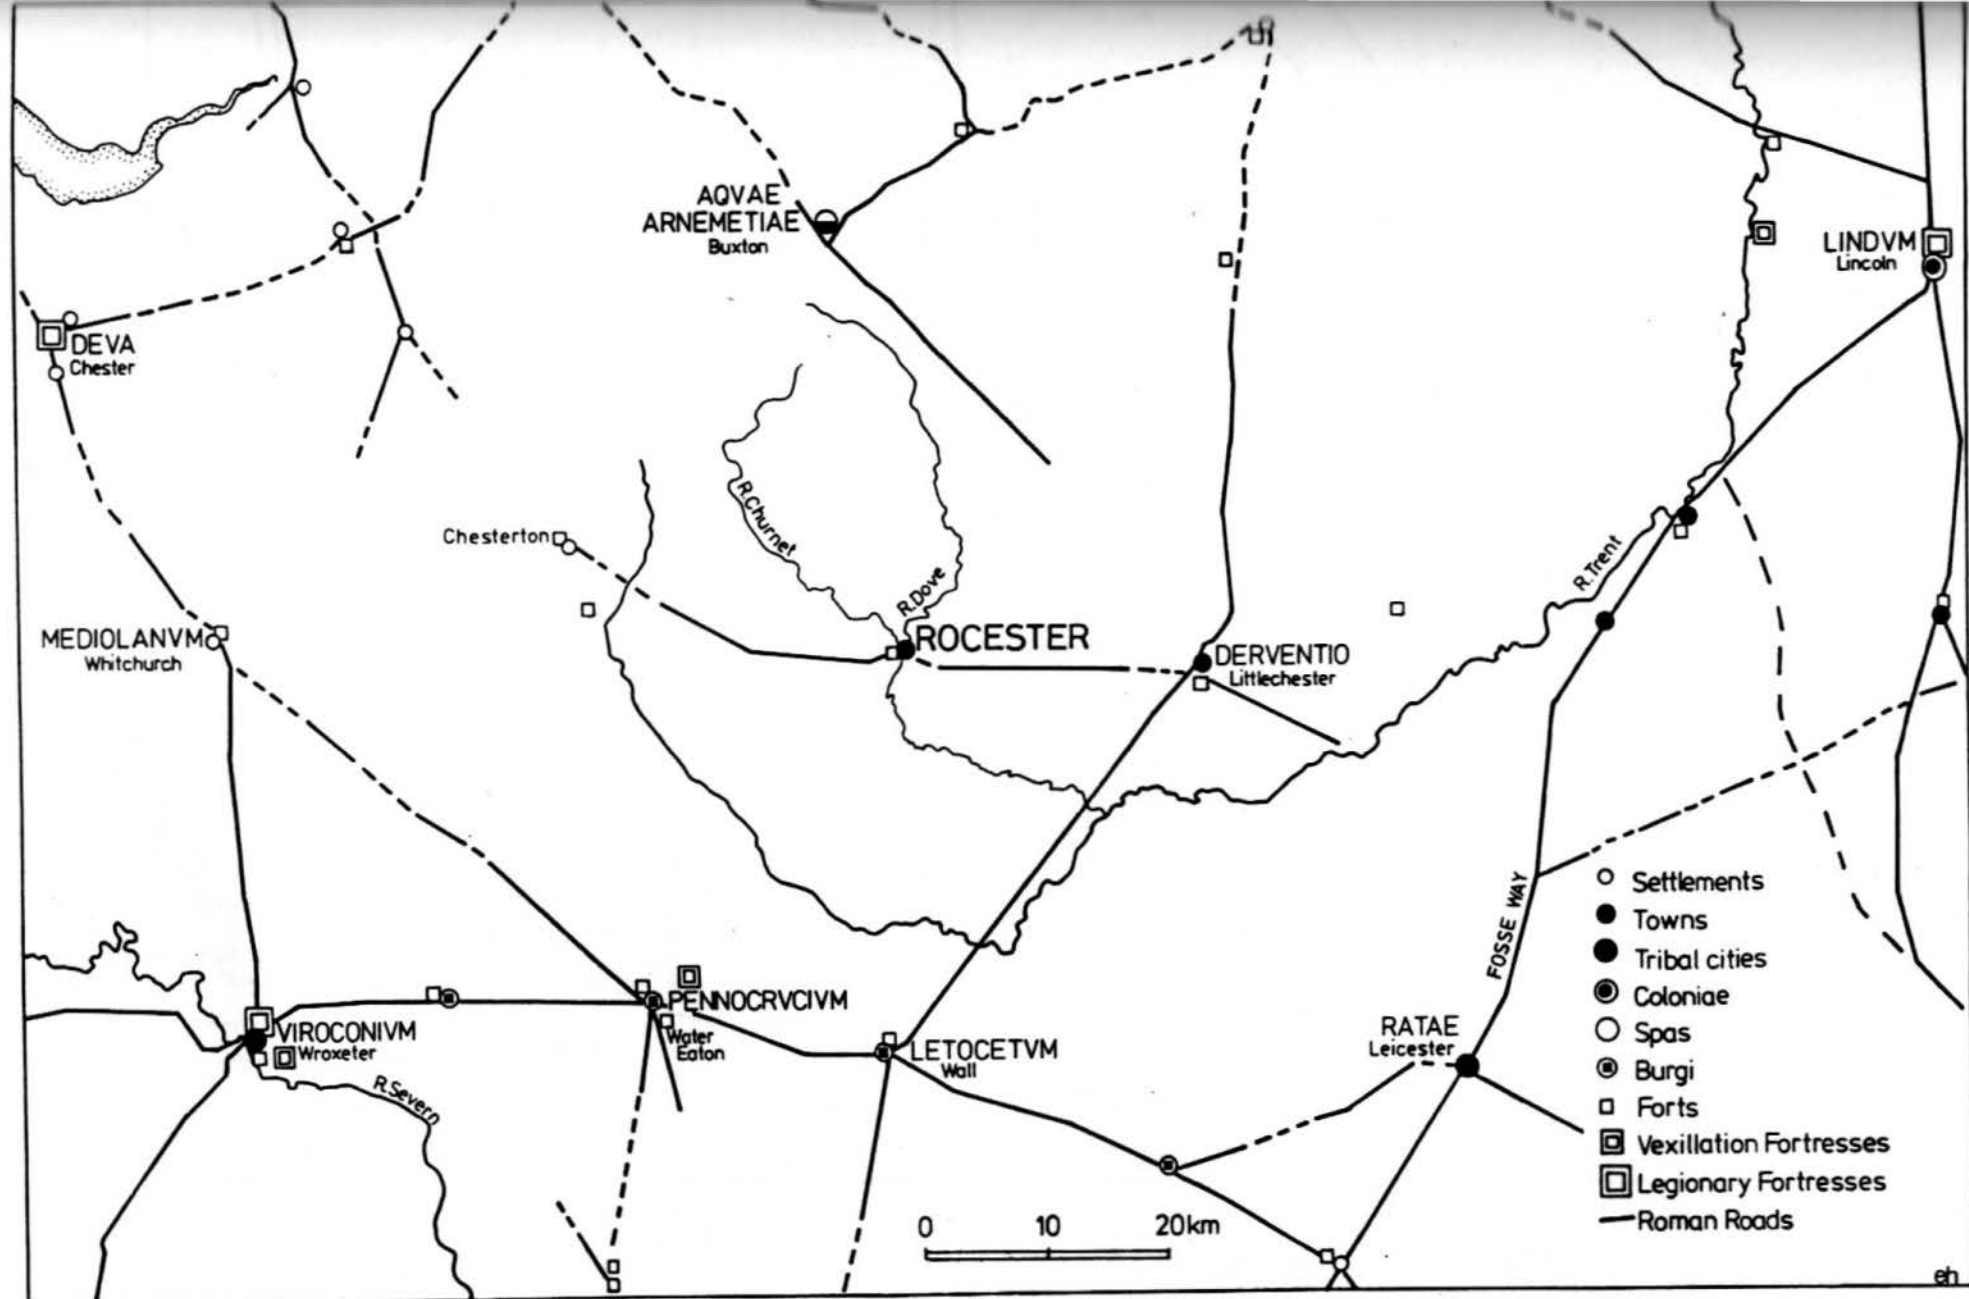 AQVAE
ARNEMETIAE
Buxton
LINDVM
Lincoln
DEVA
Chester
R.Churnet
Chesterton
R.Dove
R.Trent
ROCESTER
MEDIOLANVM
Whitchurch
DERVENTIO
Littlechester
FOSSE WAY
PENNOCRVCIVM
Water
Eaton
VIROCONIVM
Wroxeter
R.Severn
LETOCETVM
Wall
RATAE
Leicester
0 10 20km
Settlements
Towns
Tribal cities
Coloniae
Spas
Burgi
Forts
Vexillation Fortresses
Legionary Fortresses
Roman Roads
eh